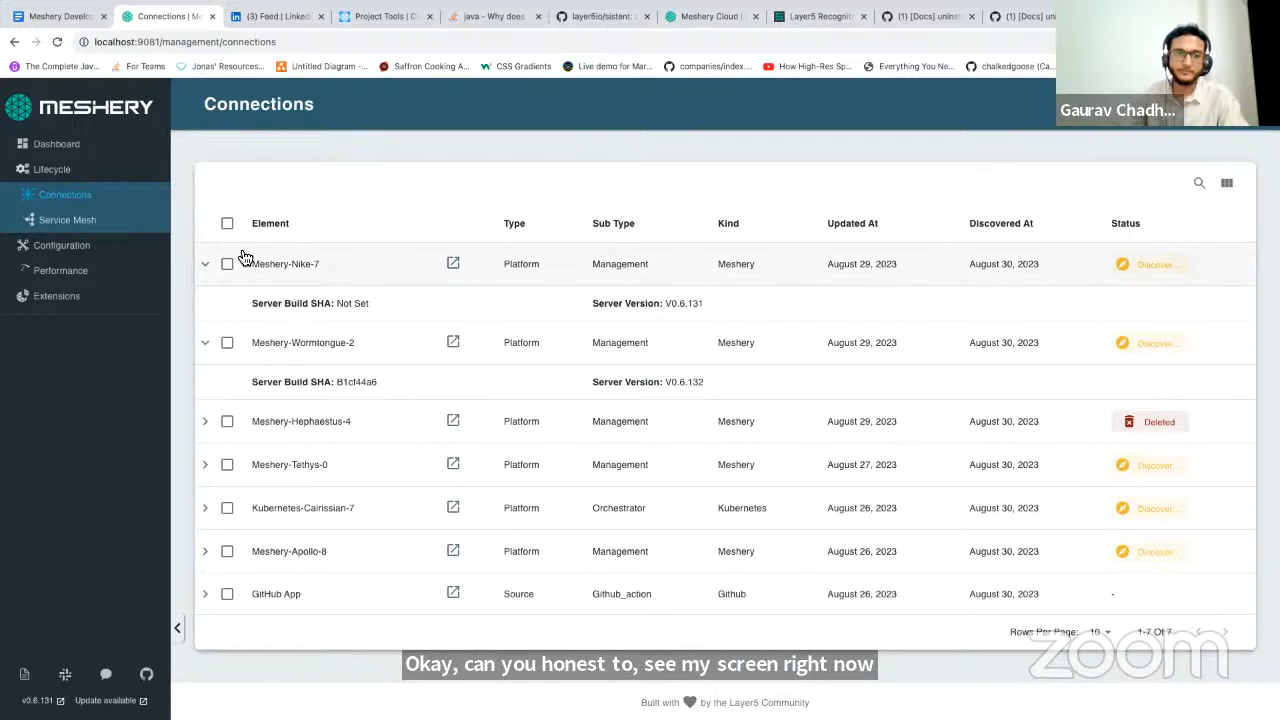 Meshery Develo
Connections | Me
(3) Feed | LinkedI
Project Tools | Cl
java - Why does
layer5io/sistent: S
Meshery Cloud |
Layer5 Recognit
(1) [Docs] uninst
(1) [Docs] uni
localhost:9081/management/connections
The Complete Jav...
For Teams
Jonas' Resources...
Untitled Diagram -...
Saffron Cooking A...
CSS Gradients
Live demo for Mar...
companies/index....
How High-Res Sp...
Everything You Ne...
chalkedgoose (Ca...
MESHERY
Connections
Gaurav Chadh...
Dashboard
Lifecycle
Connections
Service Mesh
Configuration
Performance
Extensions
Element Type Sub Type Kind Updated At Discovered At Status
Meshery-Nike-7 Platform Management Meshery August 29, 2023 August 30, 2023 Discover...
Server Build SHA: Not Set Server Version: V0.6.131
Meshery-Wormtongue-2 Platform Management Meshery August 29, 2023 August 30, 2023 Discover...
Server Build SHA: B1cf44a6 Server Version: V0.6.132
Meshery-Hephaestus-4 Platform Management Meshery August 29, 2023 August 30, 2023 Deleted
Meshery-Tethys-0 Platform Management Meshery August 27, 2023 August 30, 2023 Discover...
Kubernetes-Calrissian-7 Platform Orchestrator Kubernetes August 26, 2023 August 30, 2023 Discover...
Meshery-Apollo-8 Platform Management Meshery August 26, 2023 August 30, 2023 Discover...
GitHub App Source Github_action Github August 26, 2023 August 30, 2023 -
Rows Per Page: 10 1-7 Of 7
zoom
Okay, can you honest to, see my screen right now
v0.6.131 Update available
Built with by the Layer5 Community